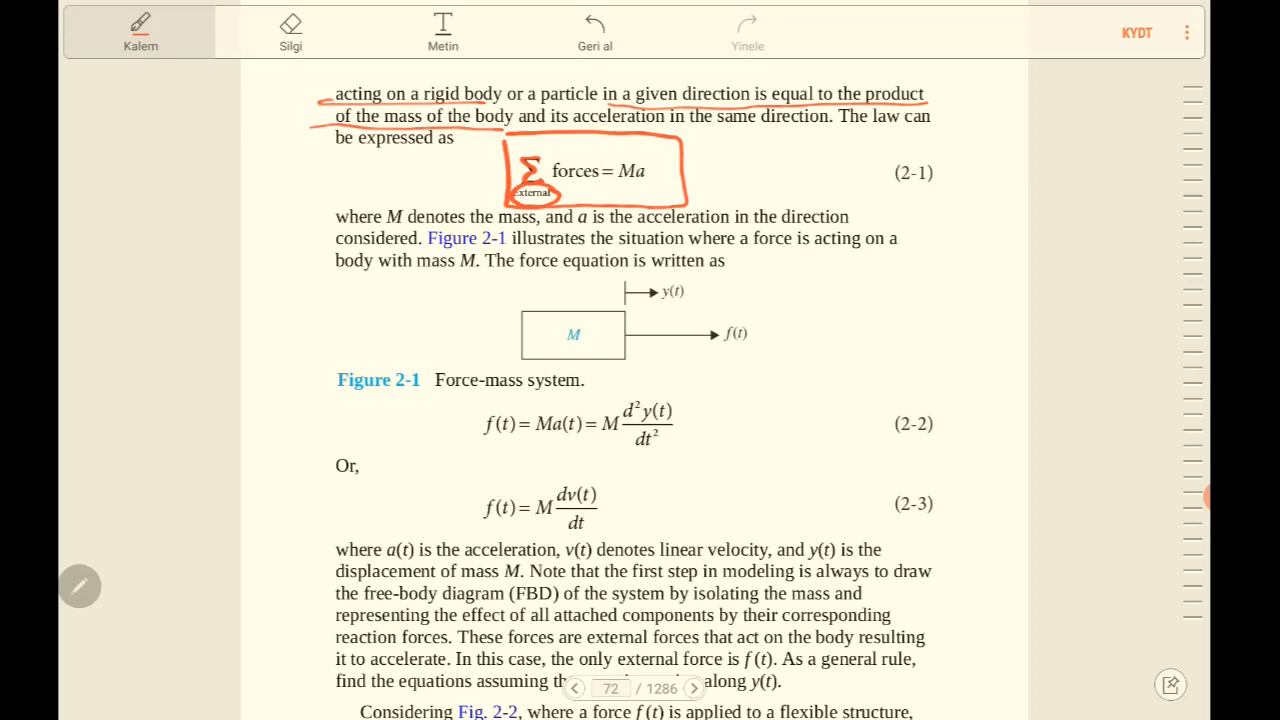 Kalem
Silgi
Metin
Geri al
Yinele
KYDT
acting on a rigid body or a particle in a given direction is equal to the product
of the mass of the body and its acceleration in the same direction. The law can
be expressed as
∑ forces = Ma (2-1)
external
where M denotes the mass, and a is the acceleration in the direction
considered. Figure 2-1 illustrates the situation where a force is acting on a
body with mass M. The force equation is written as
y(t)
M
f(t)
Figure 2-1 Force-mass system.
f(t) = Ma(t) = M d²y(t)/dt² (2-2)
Or,
f(t) = M dv(t)/dt (2-3)
where a(t) is the acceleration, v(t) denotes linear velocity, and y(t) is the
displacement of mass M. Note that the first step in modeling is always to draw
the free-body diagram (FBD) of the system by isolating the mass and
representing the effect of all attached components by their corresponding
reaction forces. These forces are external forces that act on the body resulting
it to accelerate. In this case, the only external force is f (t). As a general rule,
find the equations assuming along y(t).
72 / 1286
Considering Fig. 2-2, where a force f (t) is applied to a flexible structure,